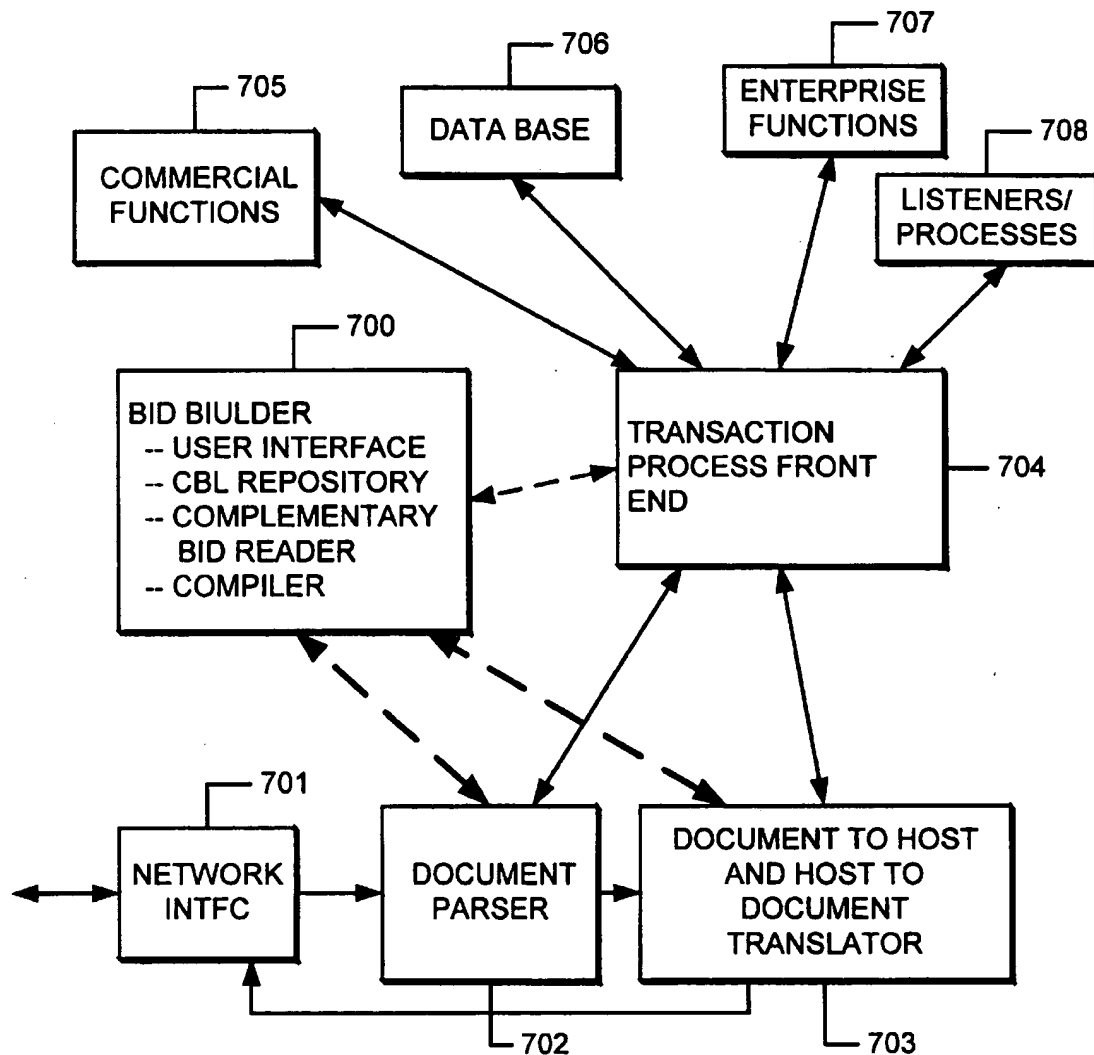 707
706
705
ENTERPRISE
FUNCTIONS
DATA BASE
708
COMMERCIAL
FUNCTIONS
LISTENERS/
PROCESSES
700
BID BIULDER
-- USER INTERFACE
-- CBL REPOSITORY
-- COMPLEMENTARY
BID READER
-- COMPILER
TRANSACTION
PROCESS FRONT
END
704
701
NETWORK
INTFC
DOCUMENT
PARSER
DOCUMENT TO HOST
AND HOST TO
DOCUMENT
TRANSLATOR
702
703